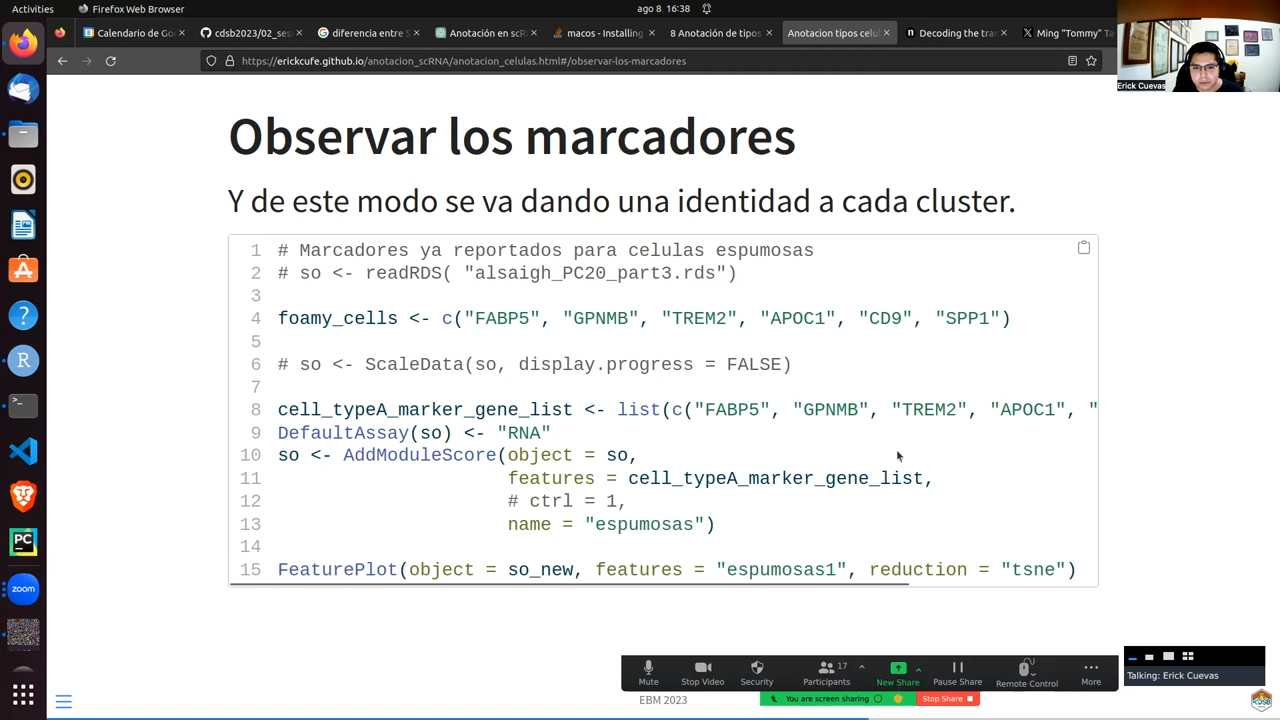 Activities
Firefox Web Browser
ago 8 16:38
Calendario de Go
cdsb2023/02_ses
diferencia entre S
Anotación en sc
macos - Installing
8 Anotación de tipos
Anotacion tipos celu
Decoding the tra
Ming "Tommy" Ta
https://erickcufe.github.io/anotacion_scRNA/anotacion_celulas.html#/observar-los-marcadores
Erick Cuevas
Observar los marcadores
Y de este modo se va dando una identidad a cada cluster.
1 # Marcadores ya reportados para celulas espumosas
2 # so <- readRDS( "alsaigh_PC20_part3.rds")
3
4 foamy_cells <- c("FABP5", "GPNMB", "TREM2", "APOC1", "CD9", "SPP1")
5
6 # so <- ScaleData(so, display.progress = FALSE)
7
8 cell_typeA_marker_gene_list <- list(c("FABP5", "GPNMB", "TREM2", "APOC1", "
9 DefaultAssay(so) <- "RNA"
10 so <- AddModuleScore(object = so,
11 features = cell_typeA_marker_gene_list,
12 # ctrl = 1,
13 name = "espumosas")
14
15 FeaturePlot(object = so_new, features = "espumosas1", reduction = "tsne")
Mute
Stop Video
Security
17
Participants
New Share
Pause Share
Remote Control
More
Talking: Erick Cuevas
You are screen sharing
Stop Share
EBM 2023